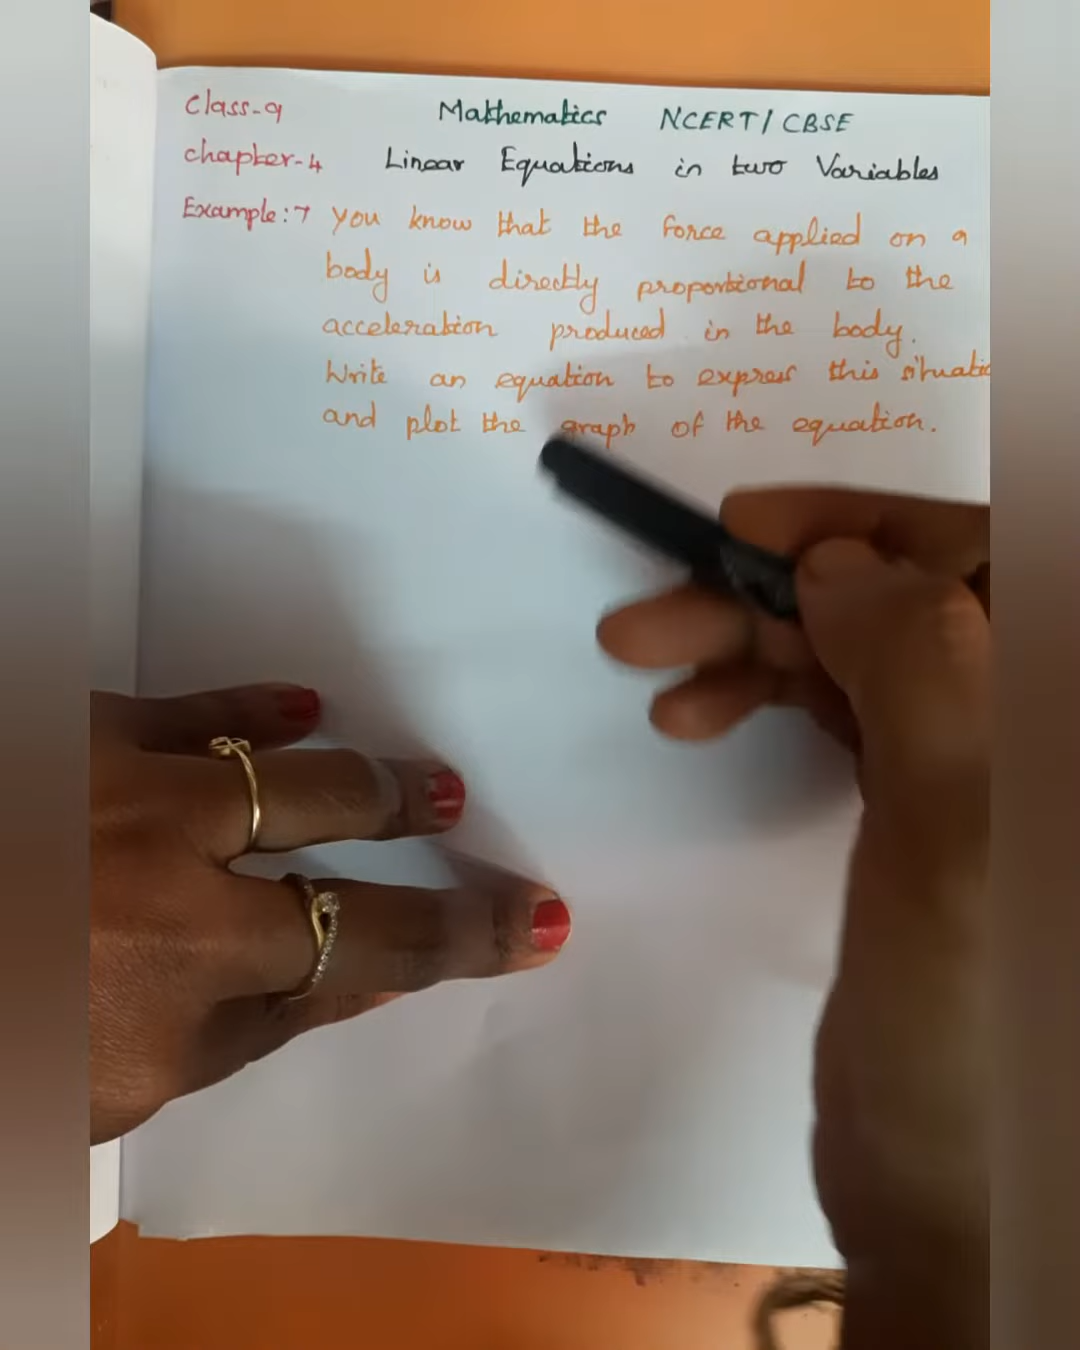 Class-9 Mathematics NCERT/CBSE
chapter-4 Linear Equations in two Variables
Example:7 you know that the force applied on a
body is directly proportional to the
acceleration produced in the body.
Write an equation to express this situatio
and plot the graph of the equation.